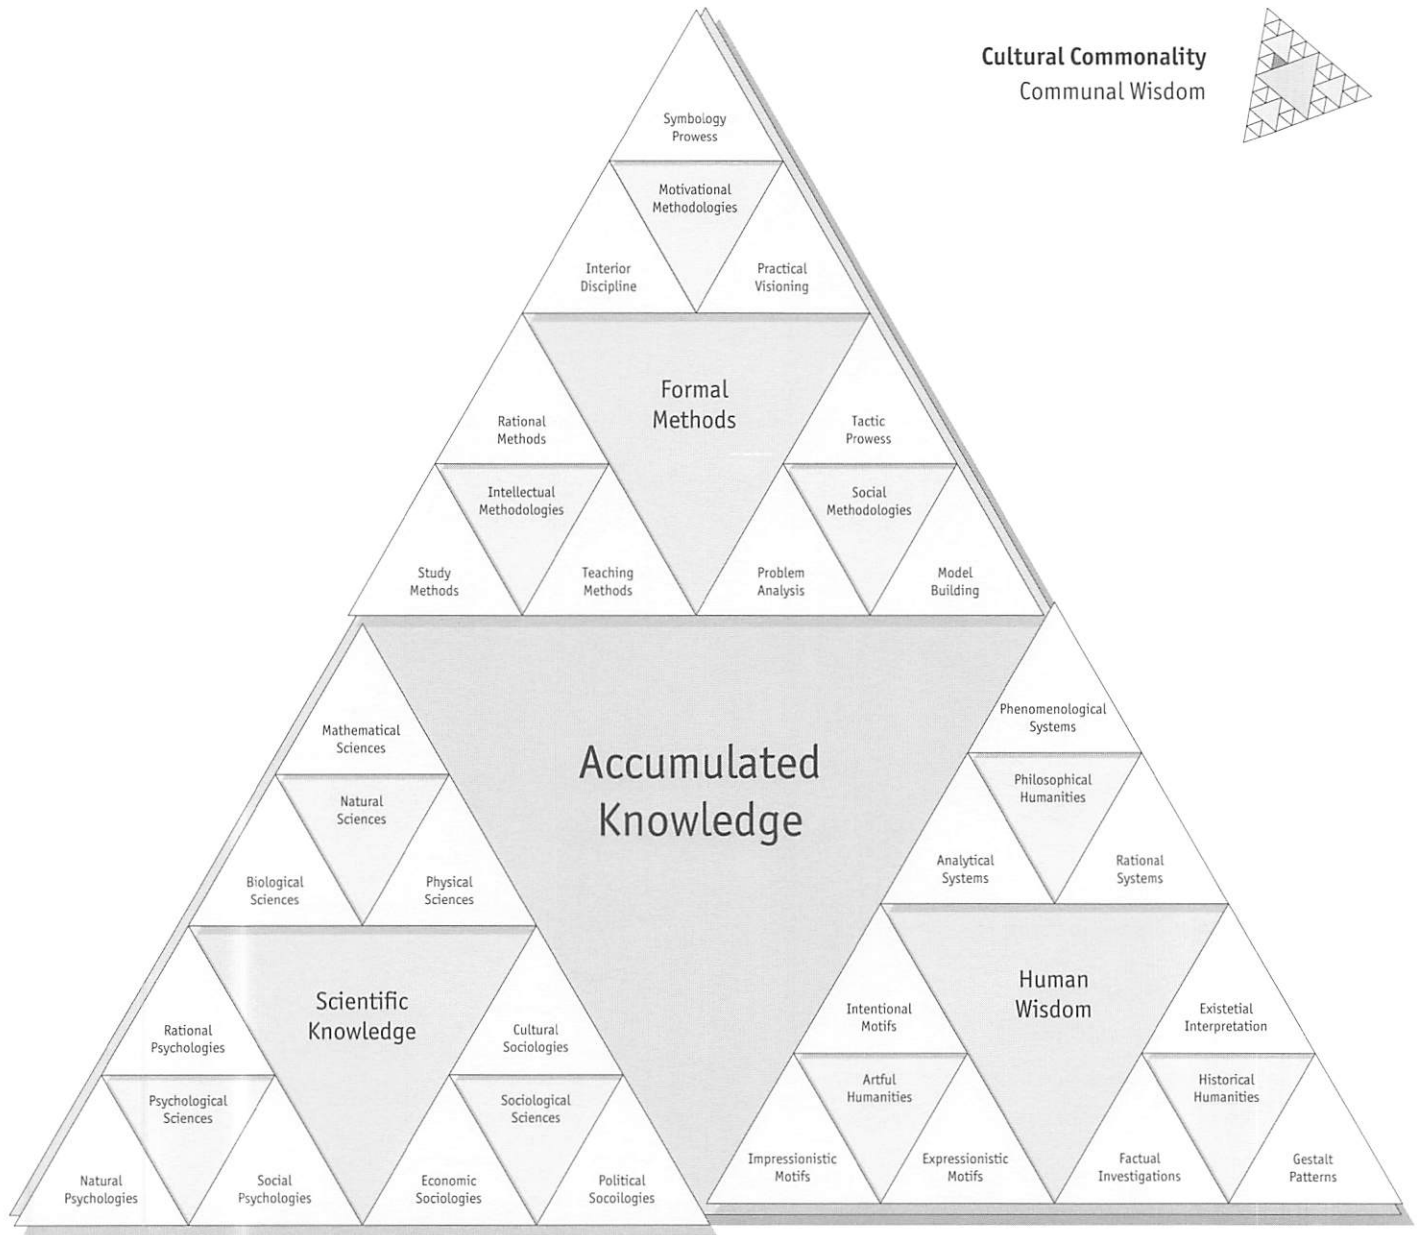 Cultural Commonality
Communal Wisdom
Symbology
Prowess
Motivational
Methodologies
Interior
Discipline
Practical
Visioning
Formal
Methods
Rational
Methods
Tactic
Prowess
Intellectual
Methodologies
Social
Methodologies
Study
Methods
Teaching
Methods
Problem
Analysis
Model
Building
Accumulated
Knowledge
Mathematical
Sciences
Natural
Sciences
Biological
Sciences
Physical
Sciences
Scientific
Knowledge
Rational
Psychologies
Cultural
Sociologies
Psychological
Sciences
Sociological
Sciences
Natural
Psychologies
Social
Psychologies
Economic
Sociologies
Political
Socoilogies
Phenomenological
Systems
Philosophical
Humanities
Analytical
Systems
Rational
Systems
Human
Wisdom
Intentional
Motifs
Existetial
Interpretation
Artful
Humanities
Historical
Humanities
Impressionistic
Motifs
Expressionistic
Motifs
Factual
Investigations
Gestalt
Patterns